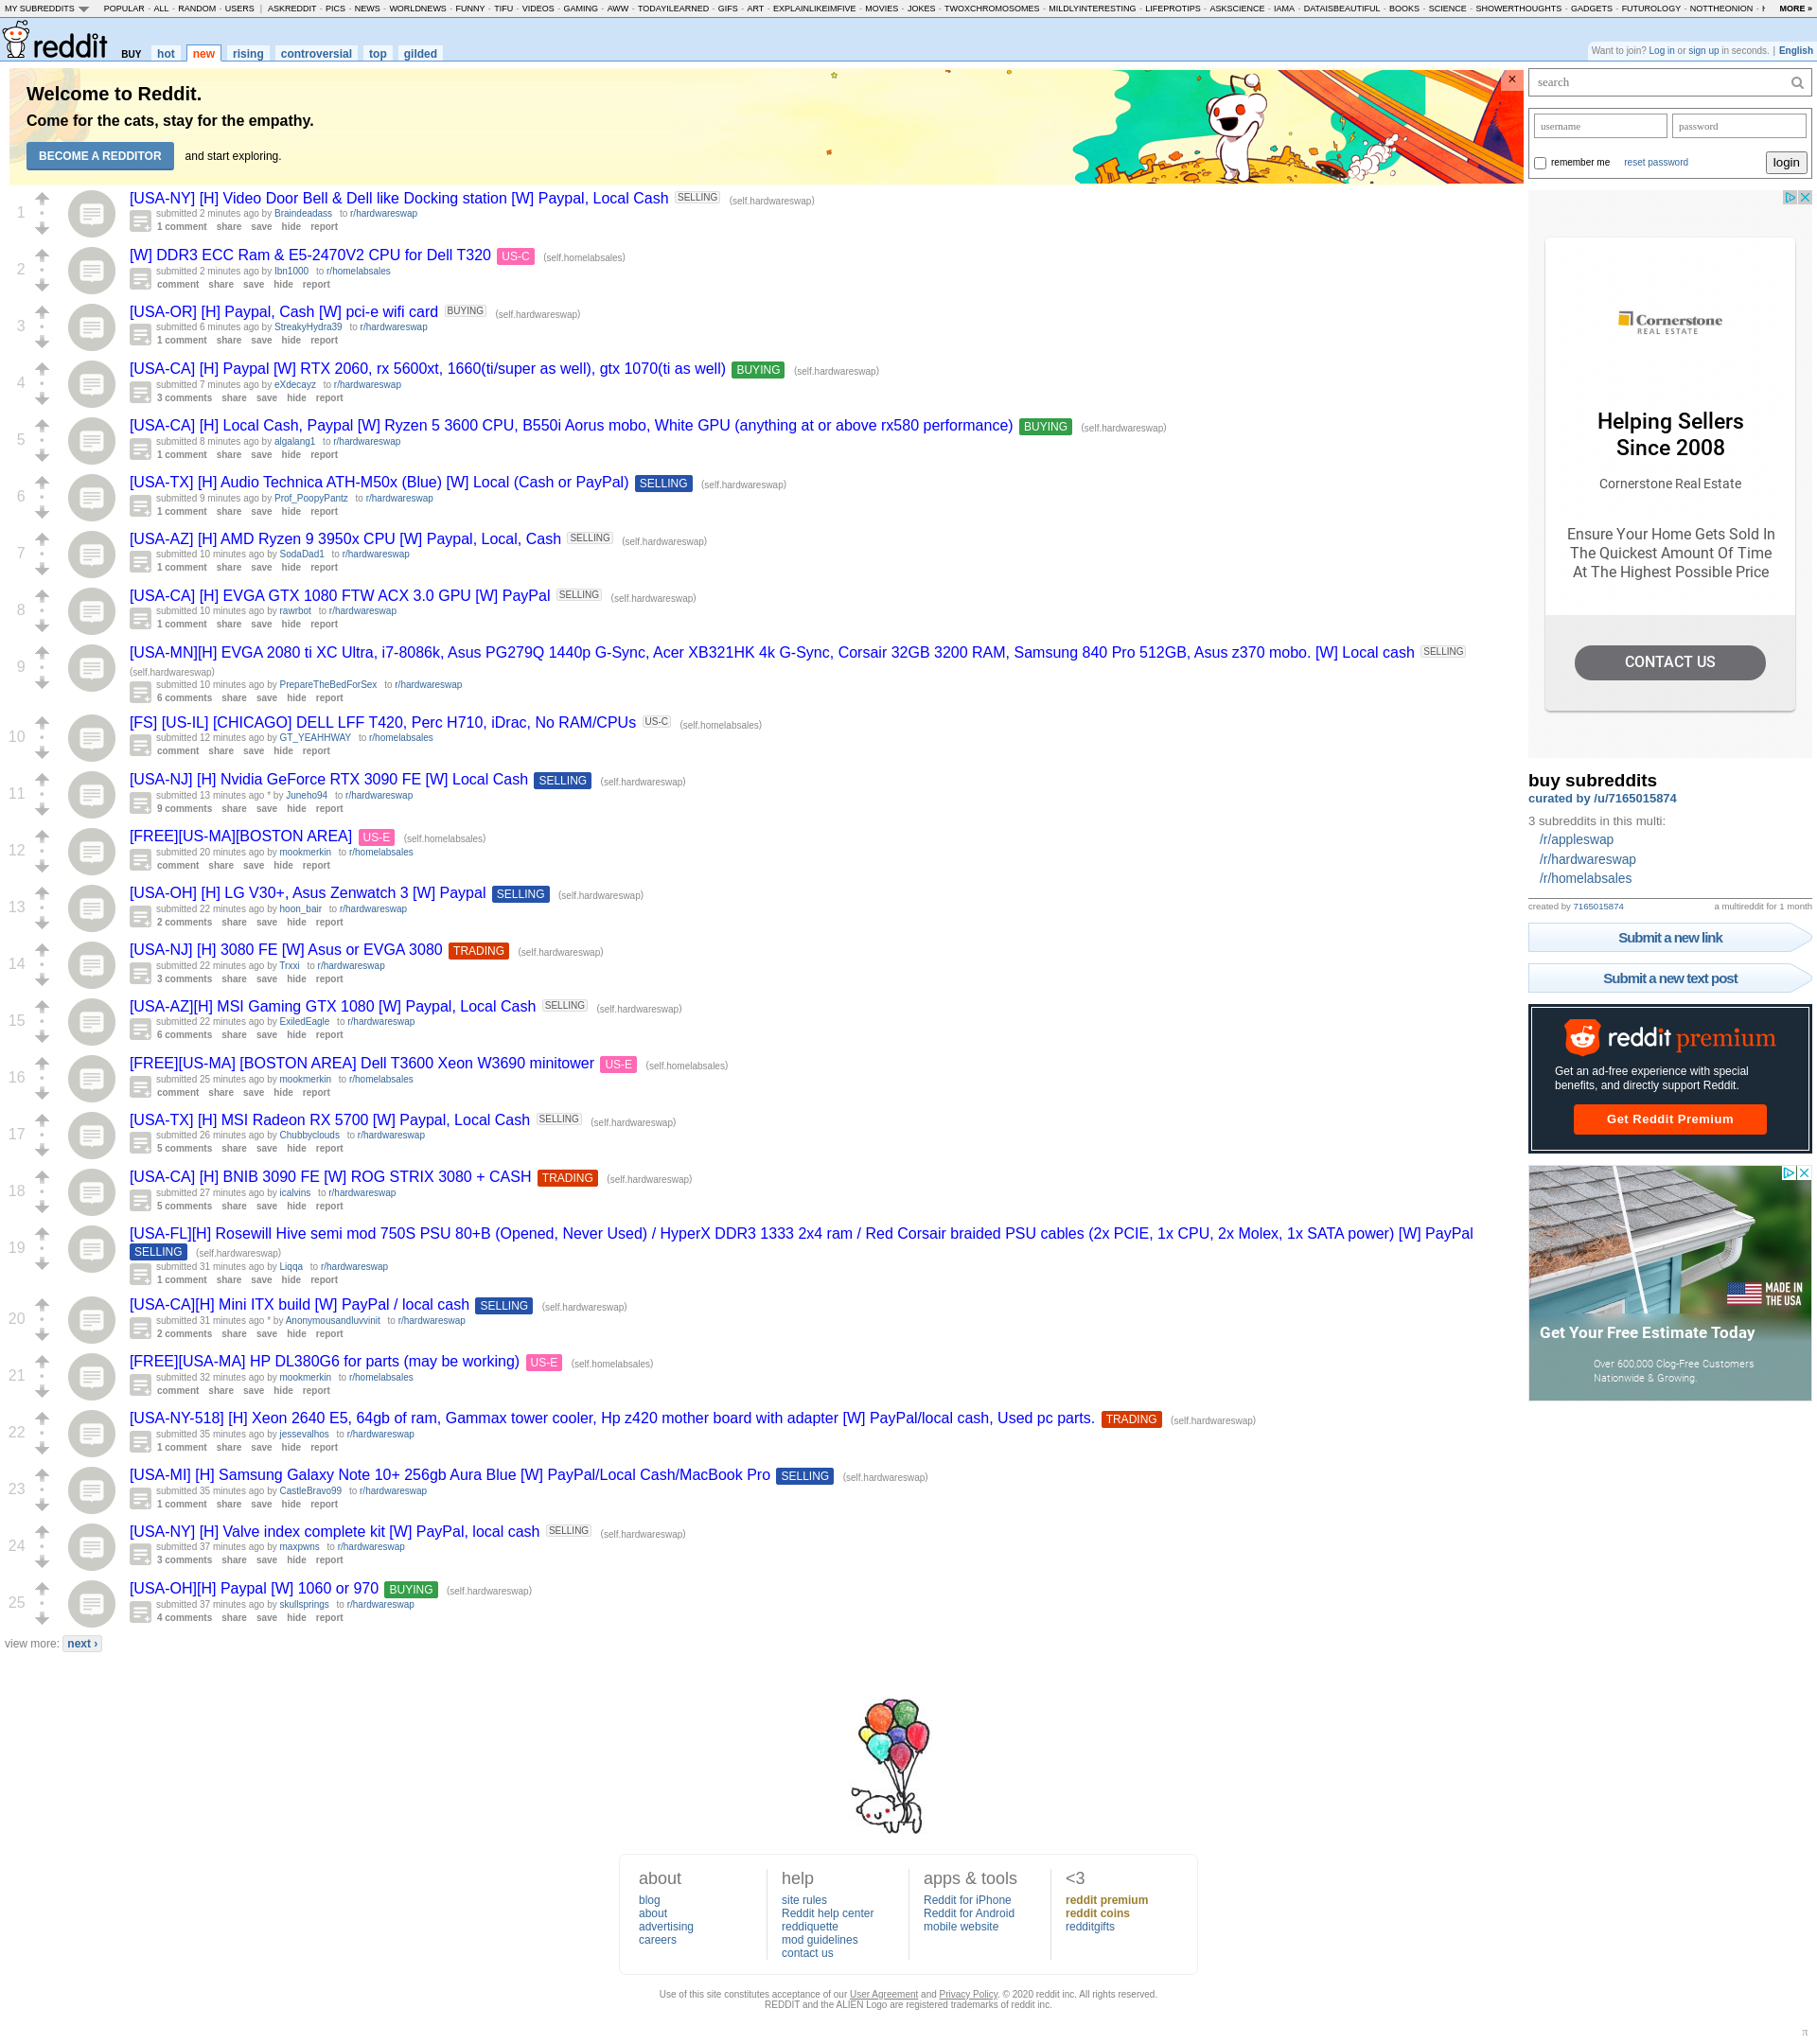 MY SUBREDDITS POPULAR - ALL - RANDOM - USERS | ASKREDDIT - PICS - NEWS - WORLDNEWS - FUNNY - TIFU - VIDEOS - GAMING - AWW - TODAYILEARNED - GIFS - ART - EXPLAINLIKEIMFIVE - MOVIES - JOKES - TWOXCHROMOSOMES - MILDLYINTERESTING - LIFEPROTIPS - ASKSCIENCE - IAMA - DATAISBEAUTIFUL - BOOKS - SCIENCE - SHOWERTHOUGHTS - GADGETS - FUTUROLOGY - NOTTHEONION - MORE »
reddit BUY hot new rising controversial top gilded
Want to join? Log in or sign up in seconds. | English
Welcome to Reddit.
Come for the cats, stay for the empathy.
BECOME A REDDITOR and start exploring.
×
1
[USA-NY] [H] Video Door Bell & Dell like Docking station [W] Paypal, Local Cash SELLING (self.hardwareswap)
submitted 2 minutes ago by Braindeadass to r/hardwareswap
1 comment share save hide report
2
[W] DDR3 ECC Ram & E5-2470V2 CPU for Dell T320 US-C (self.homelabsales)
submitted 2 minutes ago by Ibn1000 to r/homelabsales
comment share save hide report
3
[USA-OR] [H] Paypal, Cash [W] pci-e wifi card BUYING (self.hardwareswap)
submitted 6 minutes ago by StreakyHydra39 to r/hardwareswap
1 comment share save hide report
4
[USA-CA] [H] Paypal [W] RTX 2060, rx 5600xt, 1660(ti/super as well), gtx 1070(ti as well) BUYING (self.hardwareswap)
submitted 7 minutes ago by eXdecayz to r/hardwareswap
3 comments share save hide report
5
[USA-CA] [H] Local Cash, Paypal [W] Ryzen 5 3600 CPU, B550i Aorus mobo, White GPU (anything at or above rx580 performance) BUYING (self.hardwareswap)
submitted 8 minutes ago by algalang1 to r/hardwareswap
1 comment share save hide report
6
[USA-TX] [H] Audio Technica ATH-M50x (Blue) [W] Local (Cash or PayPal) SELLING (self.hardwareswap)
submitted 9 minutes ago by Prof_PoopyPantz to r/hardwareswap
1 comment share save hide report
7
[USA-AZ] [H] AMD Ryzen 9 3950x CPU [W] Paypal, Local, Cash SELLING (self.hardwareswap)
submitted 10 minutes ago by SodaDad1 to r/hardwareswap
1 comment share save hide report
8
[USA-CA] [H] EVGA GTX 1080 FTW ACX 3.0 GPU [W] PayPal SELLING (self.hardwareswap)
submitted 10 minutes ago by rawrbot to r/hardwareswap
1 comment share save hide report
9
[USA-MN][H] EVGA 2080 ti XC Ultra, i7-8086k, Asus PG279Q 1440p G-Sync, Acer XB321HK 4k G-Sync, Corsair 32GB 3200 RAM, Samsung 840 Pro 512GB, Asus z370 mobo. [W] Local cash SELLING
(self.hardwareswap)
submitted 10 minutes ago by PrepareTheBedForSex to r/hardwareswap
6 comments share save hide report
10
[FS] [US-IL] [CHICAGO] DELL LFF T420, Perc H710, iDrac, No RAM/CPUs US-C (self.homelabsales)
submitted 12 minutes ago by GT_YEAHHWAY to r/homelabsales
comment share save hide report
11
[USA-NJ] [H] Nvidia GeForce RTX 3090 FE [W] Local Cash SELLING (self.hardwareswap)
submitted 13 minutes ago * by Juneho94 to r/hardwareswap
9 comments share save hide report
12
[FREE][US-MA][BOSTON AREA] US-E (self.homelabsales)
submitted 20 minutes ago by mookmerkin to r/homelabsales
comment share save hide report
13
[USA-OH] [H] LG V30+, Asus Zenwatch 3 [W] Paypal SELLING (self.hardwareswap)
submitted 22 minutes ago by hoon_bair to r/hardwareswap
2 comments share save hide report
14
[USA-NJ] [H] 3080 FE [W] Asus or EVGA 3080 TRADING (self.hardwareswap)
submitted 22 minutes ago by Trxxi to r/hardwareswap
3 comments share save hide report
15
[USA-AZ][H] MSI Gaming GTX 1080 [W] Paypal, Local Cash SELLING (self.hardwareswap)
submitted 22 minutes ago by ExiledEagle to r/hardwareswap
6 comments share save hide report
16
[FREE][US-MA] [BOSTON AREA] Dell T3600 Xeon W3690 minitower US-E (self.homelabsales)
submitted 25 minutes ago by mookmerkin to r/homelabsales
comment share save hide report
17
[USA-TX] [H] MSI Radeon RX 5700 [W] Paypal, Local Cash SELLING (self.hardwareswap)
submitted 26 minutes ago by Chubbyclouds to r/hardwareswap
5 comments share save hide report
18
[USA-CA] [H] BNIB 3090 FE [W] ROG STRIX 3080 + CASH TRADING (self.hardwareswap)
submitted 27 minutes ago by icalvins to r/hardwareswap
5 comments share save hide report
19
[USA-FL][H] Rosewill Hive semi mod 750S PSU 80+B (Opened, Never Used) / HyperX DDR3 1333 2x4 ram / Red Corsair braided PSU cables (2x PCIE, 1x CPU, 2x Molex, 1x SATA power) [W] PayPal
SELLING (self.hardwareswap)
submitted 31 minutes ago by Liqqa to r/hardwareswap
1 comment share save hide report
20
[USA-CA][H] Mini ITX build [W] PayPal / local cash SELLING (self.hardwareswap)
submitted 31 minutes ago * by Anonymousandluvvinit to r/hardwareswap
2 comments share save hide report
21
[FREE][USA-MA] HP DL380G6 for parts (may be working) US-E (self.homelabsales)
submitted 32 minutes ago by mookmerkin to r/homelabsales
comment share save hide report
22
[USA-NY-518] [H] Xeon 2640 E5, 64gb of ram, Gammax tower cooler, Hp z420 mother board with adapter [W] PayPal/local cash, Used pc parts. TRADING (self.hardwareswap)
submitted 35 minutes ago by jessevalhos to r/hardwareswap
1 comment share save hide report
23
[USA-MI] [H] Samsung Galaxy Note 10+ 256gb Aura Blue [W] PayPal/Local Cash/MacBook Pro SELLING (self.hardwareswap)
submitted 35 minutes ago by CastleBravo99 to r/hardwareswap
1 comment share save hide report
24
[USA-NY] [H] Valve index complete kit [W] PayPal, local cash SELLING (self.hardwareswap)
submitted 37 minutes ago by maxpwns to r/hardwareswap
3 comments share save hide report
25
[USA-OH][H] Paypal [W] 1060 or 970 BUYING (self.hardwareswap)
submitted 37 minutes ago by skullsprings to r/hardwareswap
4 comments share save hide report
view more: next ›
search
username password
remember me reset password login
Cornerstone
REAL ESTATE
Helping Sellers
Since 2008
Cornerstone Real Estate
Ensure Your Home Gets Sold In
The Quickest Amount Of Time
At The Highest Possible Price
CONTACT US
buy subreddits
curated by /u/7165015874
3 subreddits in this multi:
/r/appleswap
/r/hardwareswap
/r/homelabsales
created by 7165015874 a multireddit for 1 month
Submit a new link
Submit a new text post
reddit premium
Get an ad-free experience with special
benefits, and directly support Reddit.
Get Reddit Premium
MADE IN
THE USA
Get Your Free Estimate Today
Over 600,000 Clog-Free Customers
Nationwide & Growing.
about
blog
about
advertising
careers
help
site rules
Reddit help center
reddiquette
mod guidelines
contact us
apps & tools
Reddit for iPhone
Reddit for Android
mobile website
<3
reddit premium
reddit coins
redditgifts
Use of this site constitutes acceptance of our User Agreement and Privacy Policy. © 2020 reddit inc. All rights reserved.
REDDIT and the ALIEN Logo are registered trademarks of reddit inc.
π